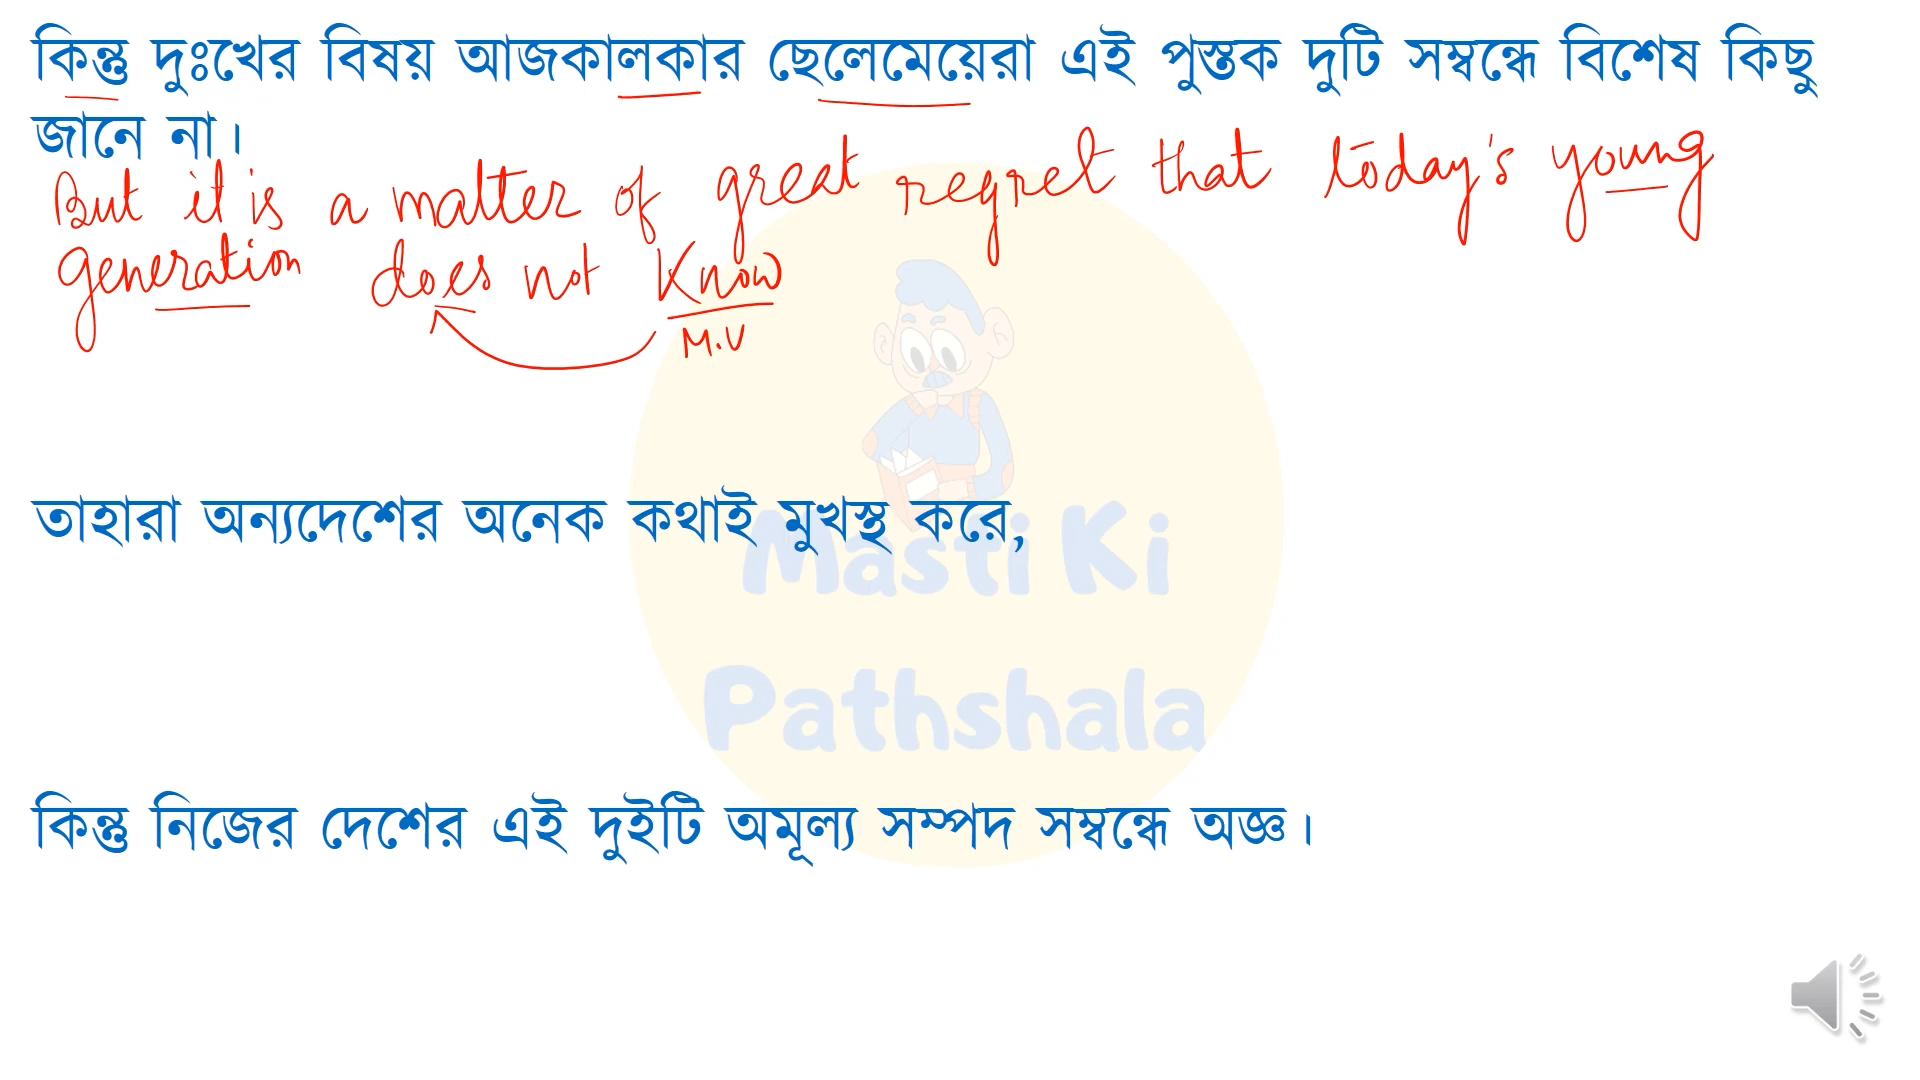 কিন্তু দুঃখের বিষয় আজকালকার ছেলেমেয়েরা এই পুস্তক দুটি সম্বন্ধে বিশেষ কিছু
জানে না।
But it is a matter of great regret that today's young
generation does not know
M.V
তাহারা অন্যদেশের অনেক কথাই মুখস্থ করে,
Masti Ki
Pathshala
কিন্তু নিজের দেশের এই দুইটি অমূল্য সম্পদ সম্বন্ধে অজ্ঞ।